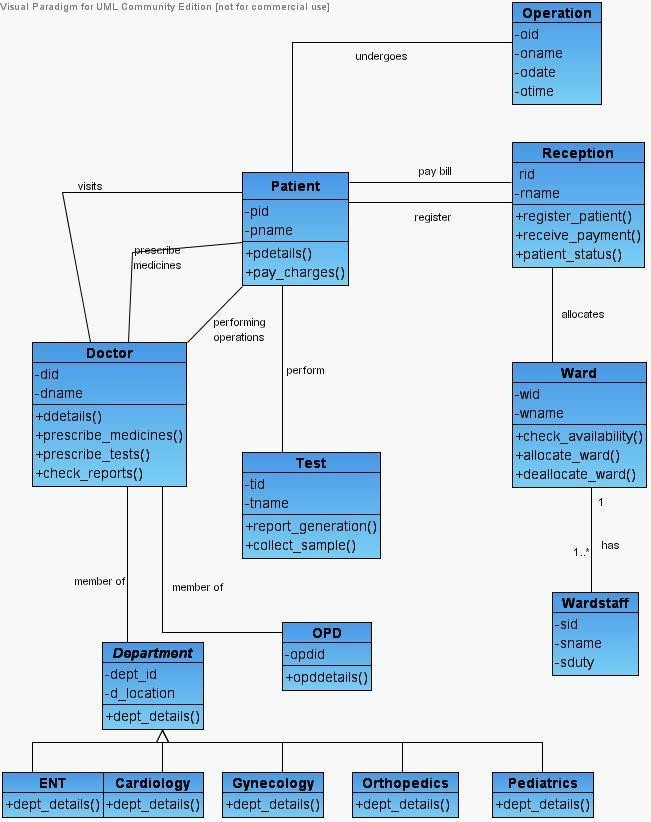 Visual Paradigm for UML Community Edition [not for commercial use]
Operation
-oid
-oname
-odate
-otime
undergoes
Reception
rid
-rname
+register_patient()
+receive_payment()
+patient_status()
pay bill
register
Patient
-pid
-pname
+pdetails()
+pay_charges()
visits
prescribe
medicines
performing
operations
perform
allocates
Doctor
-did
-dname
+ddetails()
+prescribe_medicines()
+prescribe_tests()
+check_reports()
Ward
-wid
-wname
+check_availability()
+allocate_ward()
+deallocate_ward()
Test
-tid
-tname
+report_generation()
+collect_sample()
1
has
1..*
Wardstaff
-sid
-sname
-sduty
member of
member of
OPD
-opdid
+opddetails()
Department
-dept_id
-d_location
+dept_details()
ENT
+dept_details()
Cardiology
+dept_details()
Gynecology
+dept_details()
Orthopedics
+dept_details()
Pediatrics
+dept_details()